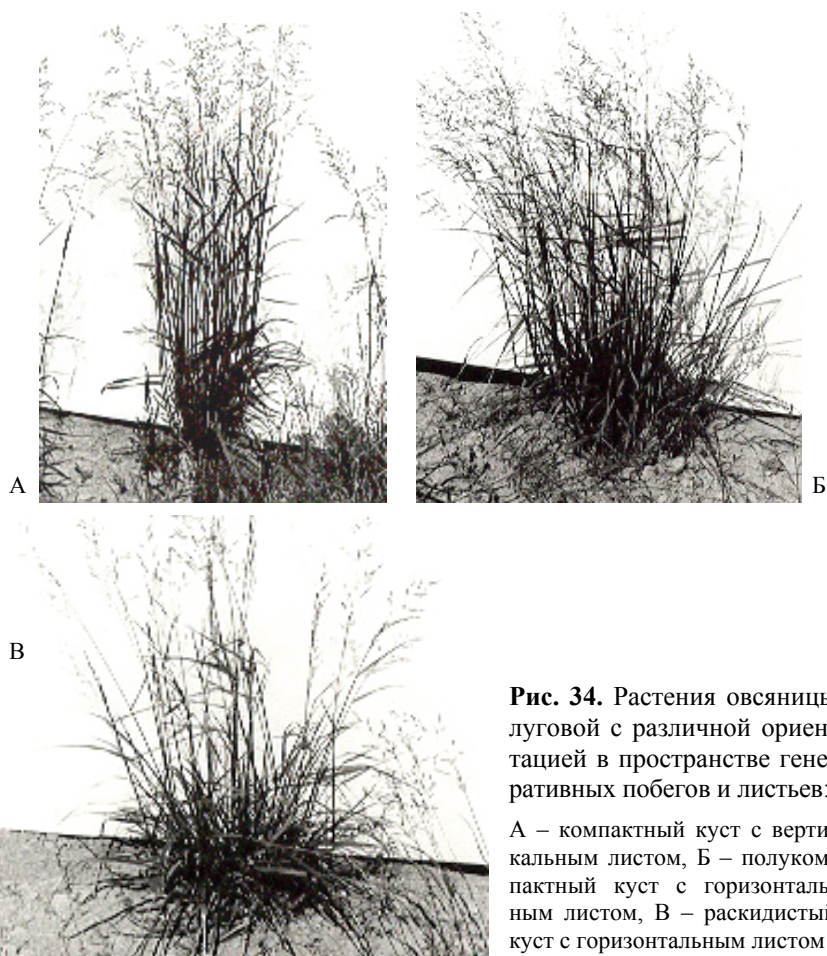 А
Б
В
Рис. 34. Растения овсяницы
луговой с различной ориен-
тацией в пространстве гене-
ративных побегов и листьев:
А – компактный куст с верти-
кальным листом, Б – полуком-
пактный куст с горизонталь-
ным листом, В – раскидистый
куст с горизонтальным листом